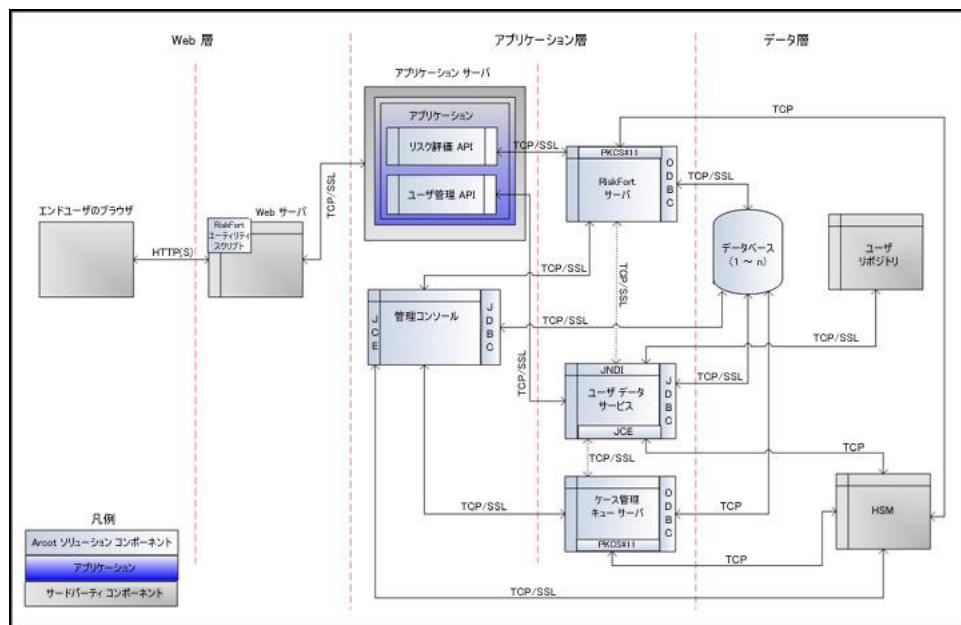 Web 層
アプリケーション層
データ層
アプリケーション サーバ
アプリケーション
リスク評価 API
ユーザ管理 API
TCP/SSL
TCP
PKCS#11
RiskFort
サーバ
ODBC
TCP/SSL
TCP/SSL
エンドユーザのブラウザ
HTTP(S)
Web サーバ
RiskFort
ユーティリティ
スクリプト
データベース
(1 ～ n)
ユーザ
リポジトリ
TCP/SSL
TCP/SSL
JCE
管理コンソール
JDBC
TCP/SSL
TCP/SSL
TCP/SSL
JNDI
ユーザ データ
サービス
JCE
JDBC
TCP/SSL
TCP/SSL
TCP
TCP/SSL
ケース管理
キュー サーバ
PKCS#11
ODBC
TCP
TCP
HSM
TCP/SSL
凡例
Arcot ソリューション コンポーネント
アプリケーション
サードパーティ コンポーネント
TCP/SSL